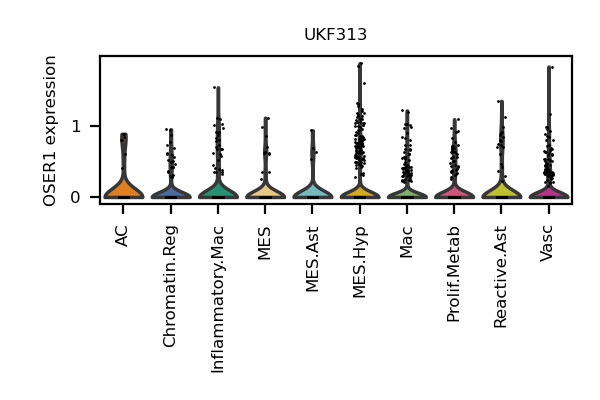 UKF313
OSER1 expression
1
0
AC
Chromatin.Reg
Inflammatory.Mac
MES
MES.Ast
MES.Hyp
Mac
Prolif.Metab
Reactive.Ast
Vasc